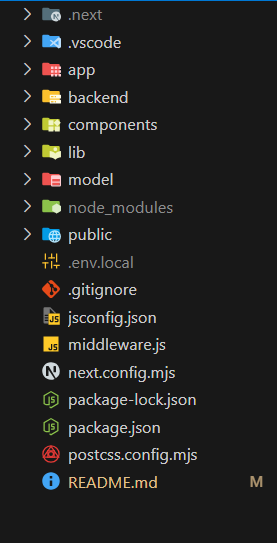 .next
.vscode
app
backend
components
lib
model
node_modules
public
.env.local
.gitignore
jsconfig.json
middleware.js
next.config.mjs
package-lock.json
package.json
postcss.config.mjs
README.md M